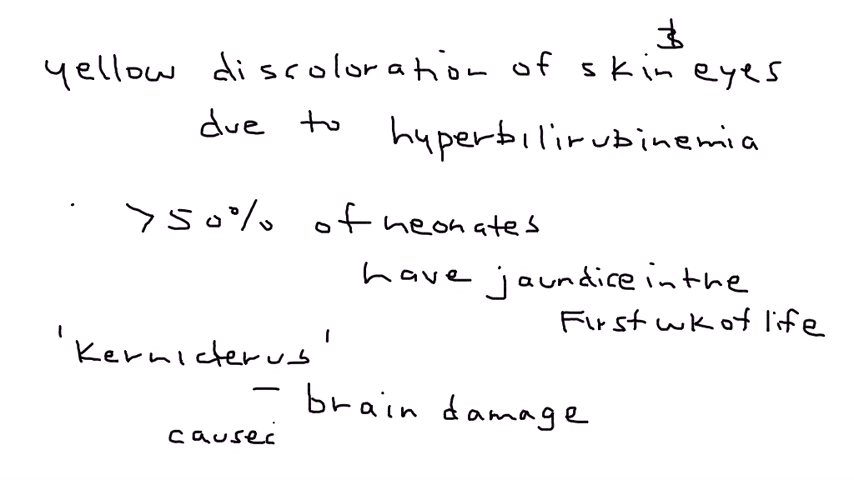 yellow discoloration of skin & eyes
due to hyperbilirubinemia
>50% of neonates
have jaundice in the
First wk of life
'Kernicterus'
- brain damage
caused